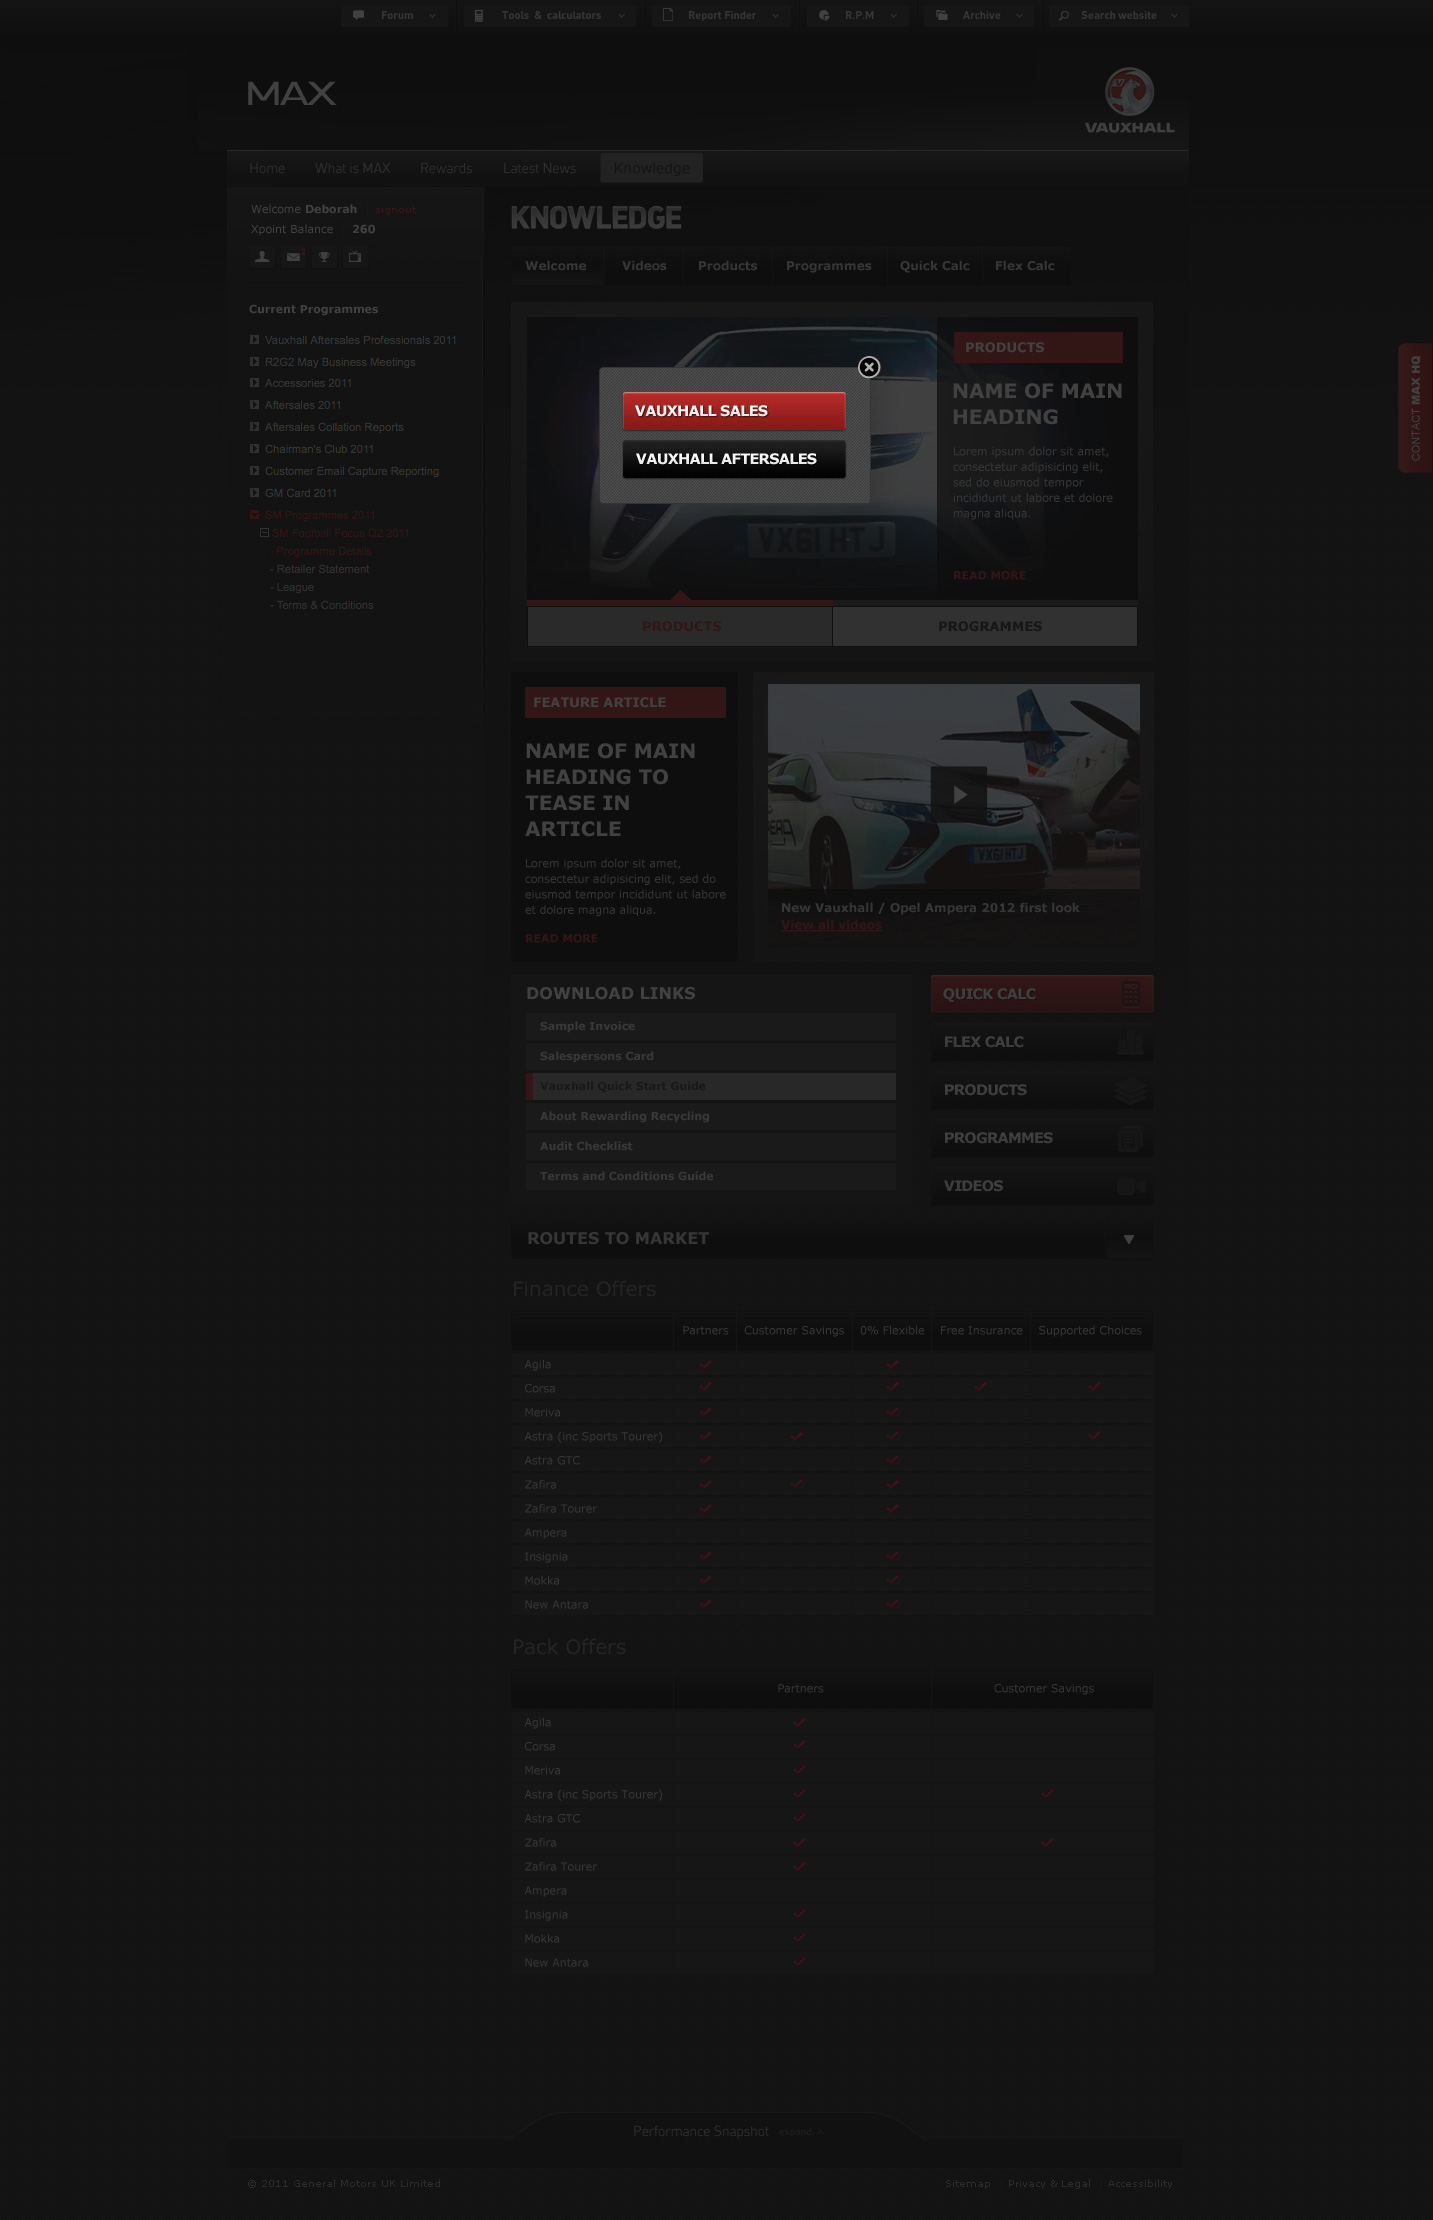 Forum
Tools & calculators
Report Finder
R.P.M
Archive
Search website
MAX
VAUXHALL
Home
What is MAX
Rewards
Latest News
Knowledge
Welcome Deborah
signout
Xpoint Balance 260
Current Programmes
Vauxhall Aftersales Professionals 2011
R2G2 May Business Meetings
Accessories 2011
Aftersales 2011
Aftersales Collation Reports
Chairman's Club 2011
Customer Email Capture Reporting
GM Card 2011
SM Programmes 2011
SM Football Focus Q2 2011
- Programme Details
- Retailer Statement
- League
- Terms & Conditions
KNOWLEDGE
Welcome
Videos
Products
Programmes
Quick Calc
Flex Calc
VAUXHALL SALES
VAUXHALL AFTERSALES
VX61 HTJ
PRODUCTS
NAME OF MAIN
HEADING
Lorem ipsum dolor sit amet,
consectetur adipisicing elit,
sed do eiusmod tempor
incididunt ut labore et dolore
magna aliqua.
READ MORE
PRODUCTS
PROGRAMMES
CONTACT MAX HQ
FEATURE ARTICLE
NAME OF MAIN
HEADING TO
TEASE IN
ARTICLE
Lorem ipsum dolor sit amet,
consectetur adipisicing elit, sed do
eiusmod tempor incididunt ut labore
et dolore magna aliqua.
READ MORE
VX61 HTJ
New Vauxhall / Opel Ampera 2012 first look
View all videos
DOWNLOAD LINKS
Sample Invoice
Salespersons Card
Vauxhall Quick Start Guide
About Rewarding Recycling
Audit Checklist
Terms and Conditions Guide
QUICK CALC
FLEX CALC
PRODUCTS
PROGRAMMES
VIDEOS
ROUTES TO MARKET
Finance Offers
Partners Customer Savings 0% Flexible Free Insurance Supported Choices
Agila
Corsa
Meriva
Astra (inc Sports Tourer)
Astra GTC
Zafira
Zafira Tourer
Ampera
Insignia
Mokka
New Antara
Pack Offers
Partners Customer Savings
Agila
Corsa
Meriva
Astra (inc Sports Tourer)
Astra GTC
Zafira
Zafira Tourer
Ampera
Insignia
Mokka
New Antara
Performance Snapshot expand
© 2011 General Motors UK Limited
Sitemap
Privacy & Legal
Accessibility